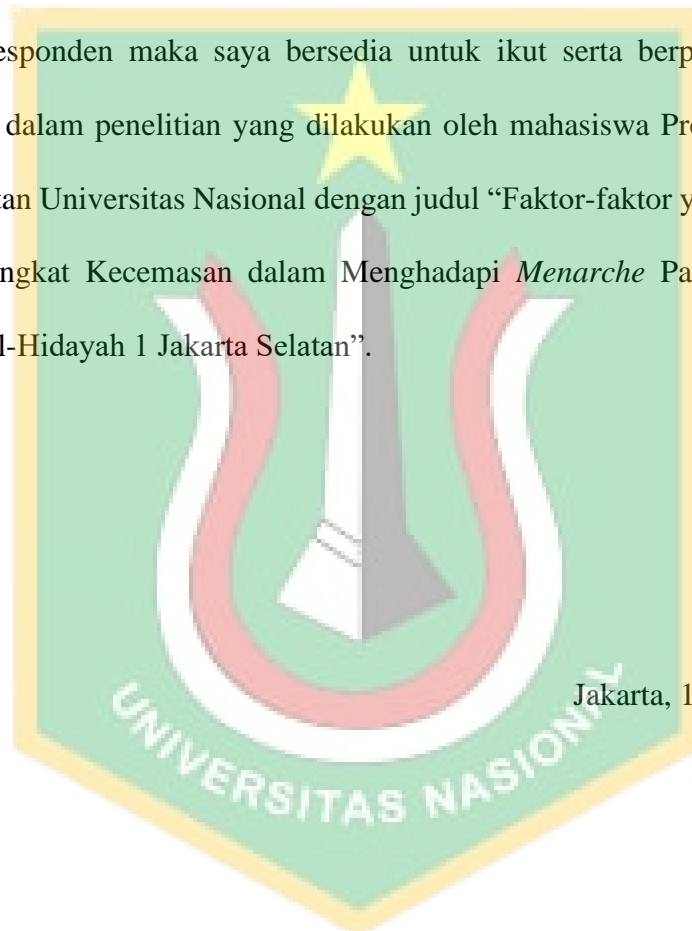 esponden maka saya bersedia untuk ikut serta berp
dalam penelitian yang dilakukan oleh mahasiswa Pro
tan Universitas Nasional dengan judul “Faktor-faktor y
ngkat Kecemasan dalam Menghadapi Menarche Pa
l-Hidayah 1 Jakarta Selatan”.
Jakarta, 1
UNIVERSITAS NASIONAL